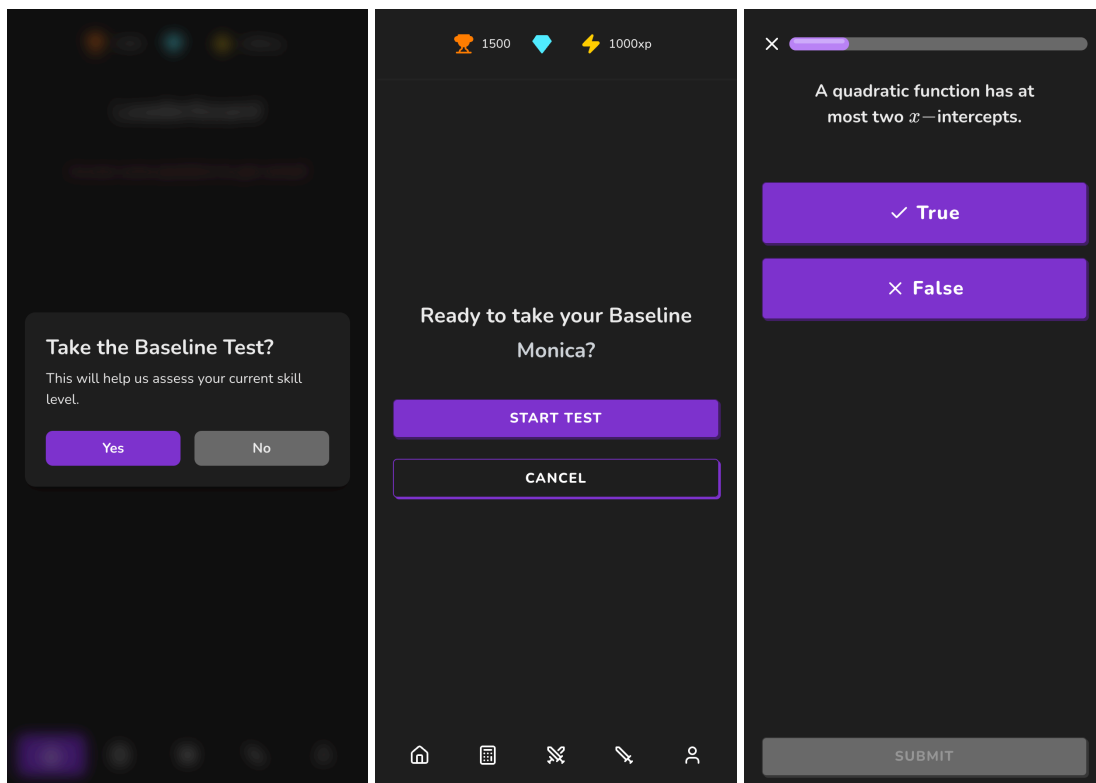 Take the Baseline Test?
This will help us assess your current skill
level.
Yes
No
1500
1000xp
Ready to take your Baseline
Monica?
START TEST
CANCEL
A quadratic function has at
most two x−intercepts.
True
False
SUBMIT